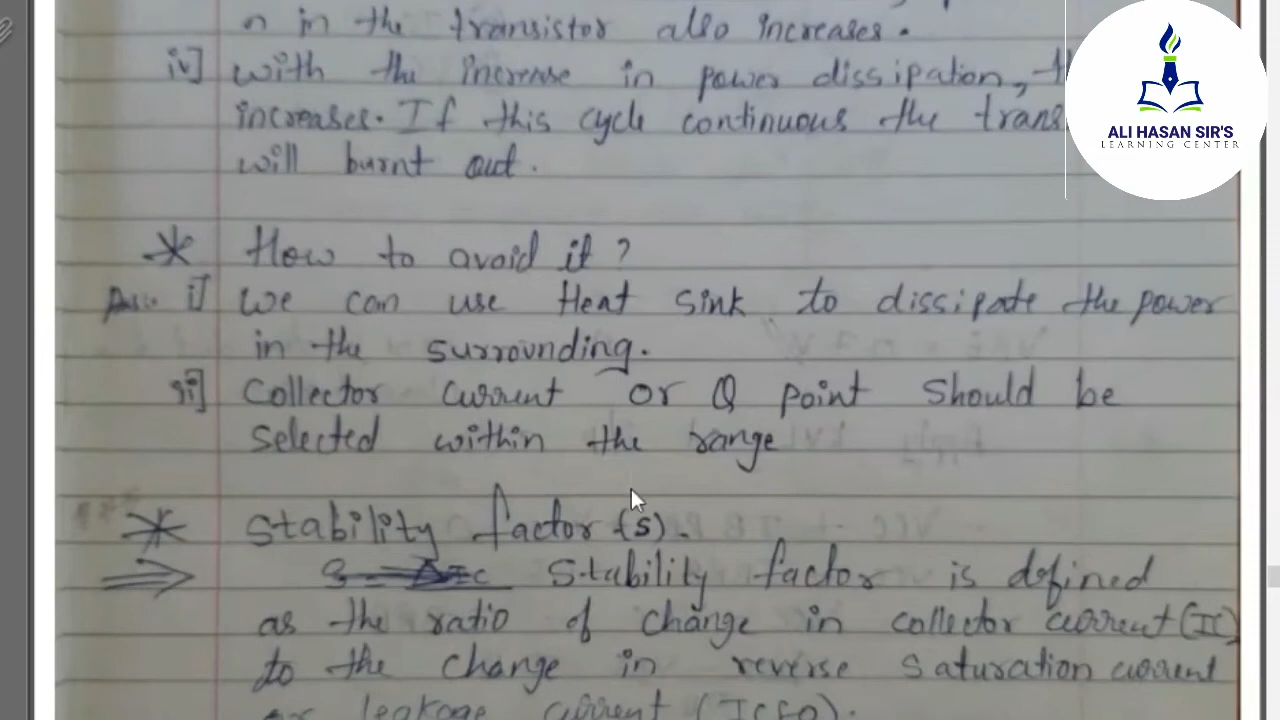 n in the transistor also increases.
iv] with the increase in power dissipation,
increases. If this cycle continuous the
will burnt out.
* How to avoid it?
i] we can use Heat sink to dissipate the power
in the surrounding.
ii] collector current or Q point should be
selected within the range
* stability factor (s).
⇒ stability factor is defined
as the ratio of change in collector current (IC)
to the change in reverse saturation current
or leakage current (ICEO).
ALI HASAN SIR'S
LEARNING CENTER